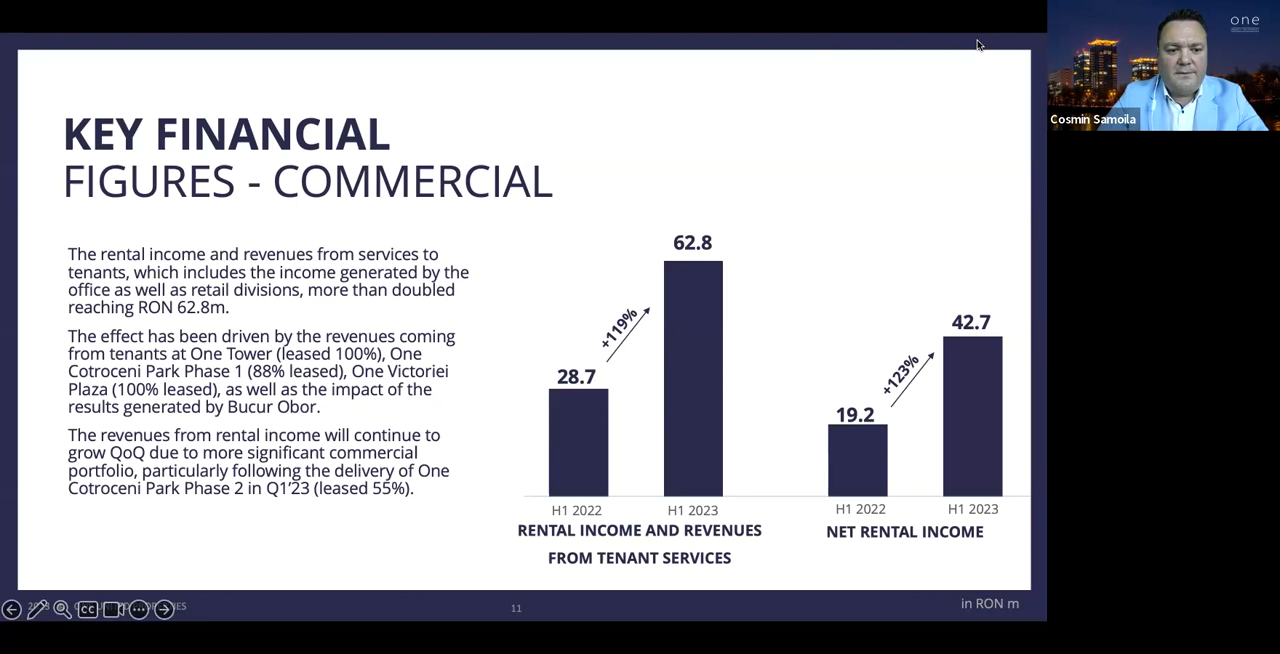 one
Cosmin Samoila
KEY FINANCIAL
FIGURES - COMMERCIAL
The rental income and revenues from services to
tenants, which includes the income generated by the
office as well as retail divisions, more than doubled
reaching RON 62.8m.
The effect has been driven by the revenues coming
from tenants at One Tower (leased 100%), One
Cotroceni Park Phase 1 (88% leased), One Victoriei
Plaza (100% leased), as well as the impact of the
results generated by Bucur Obor.
The revenues from rental income will continue to
grow QoQ due to more significant commercial
portfolio, particularly following the delivery of One
Cotroceni Park Phase 2 in Q1'23 (leased 55%).
28.7
+119%
62.8
H1 2022
H1 2023
RENTAL INCOME AND REVENUES
FROM TENANT SERVICES
19.2
+123%
42.7
H1 2022
H1 2023
NET RENTAL INCOME
CC
11
in RON m